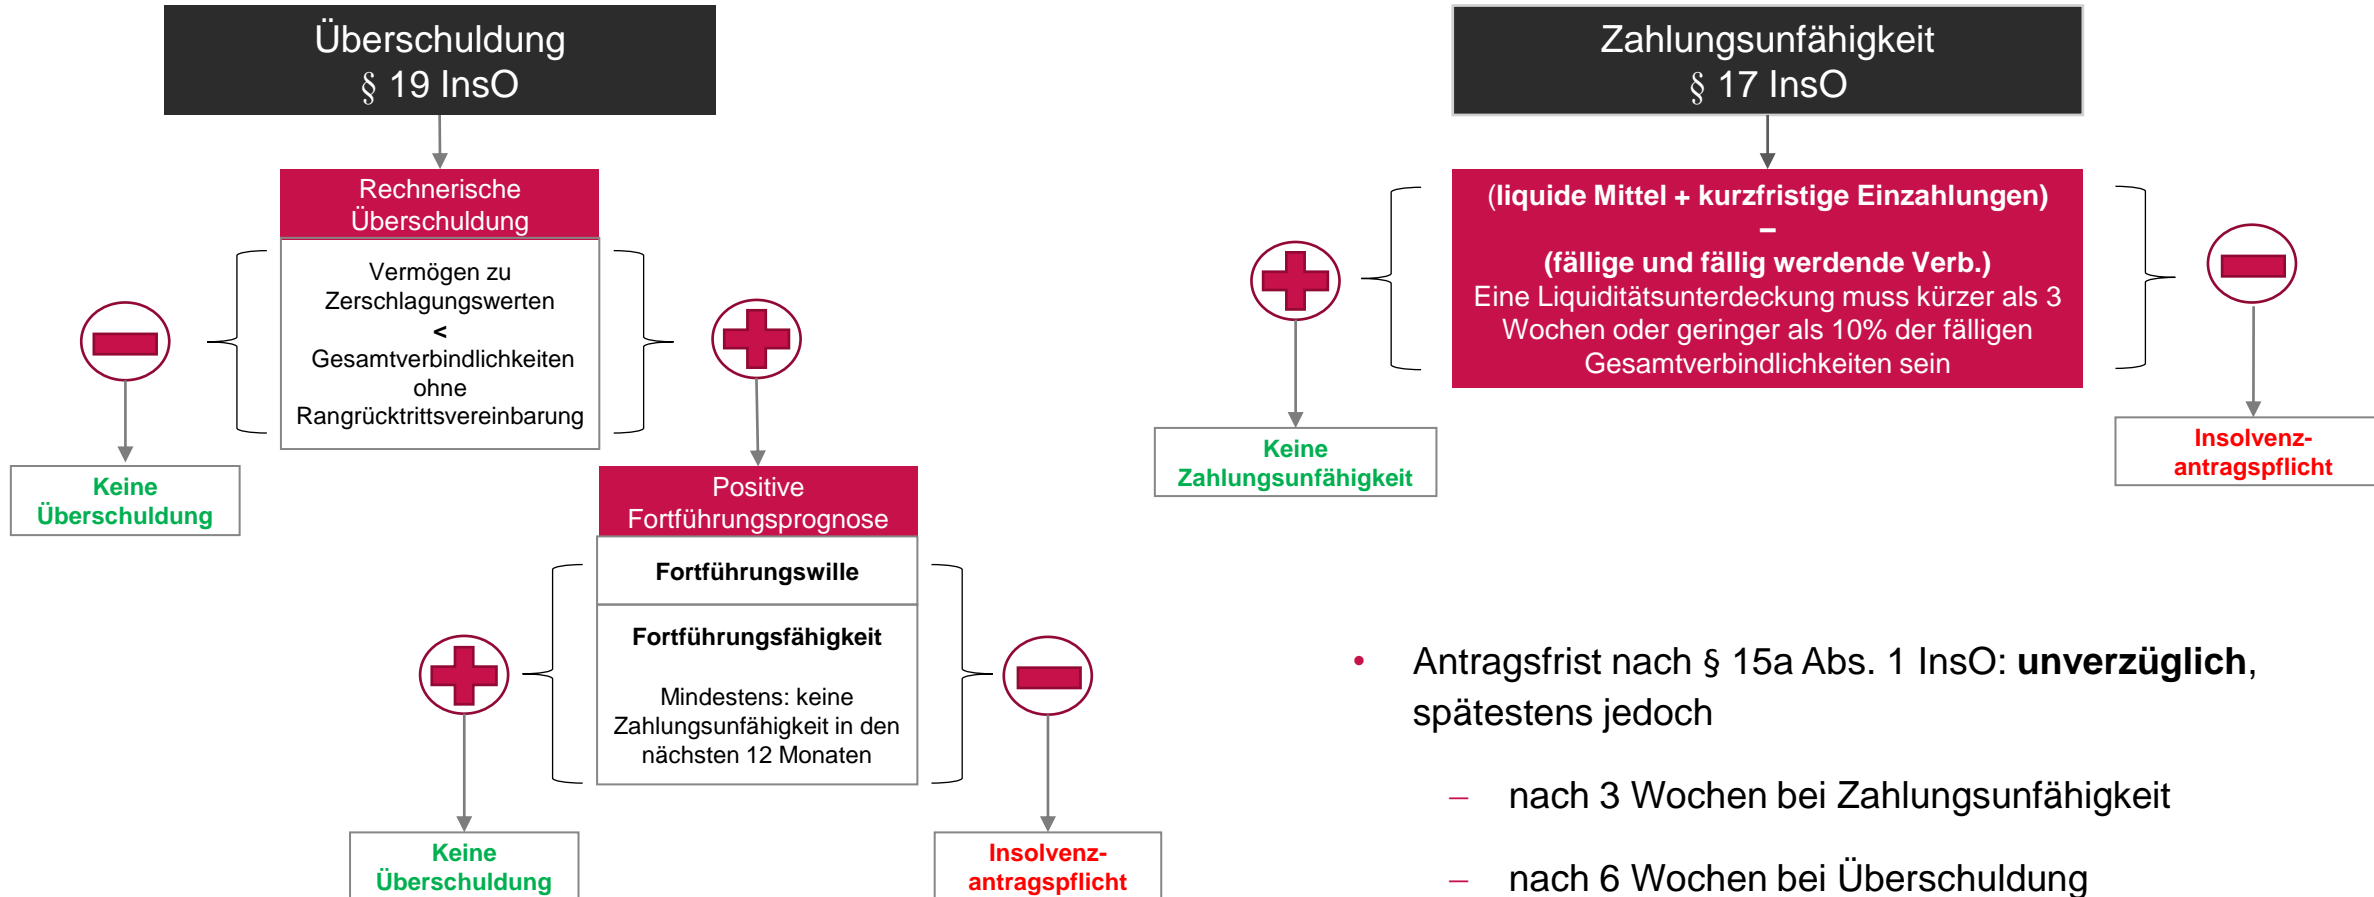 Überschuldung
§ 19 InsO
Rechnerische
Überschuldung
Vermögen zu
Zerschlagungswerten
<
Gesamtverbindlichkeiten
ohne
Rangrücktrittsvereinbarung
Keine
Überschuldung
Positive
Fortführungsprognose
Fortführungswille
Fortführungsfähigkeit
Mindestens: keine
Zahlungsunfähigkeit in den
nächsten 12 Monaten
Keine
Überschuldung
Insolvenz-
antragspflicht
Zahlungsunfähigkeit
§ 17 InsO
(liquide Mittel + kurzfristige Einzahlungen)
–
(fällige und fällig werdende Verb.)
Eine Liquiditätsunterdeckung muss kürzer als 3
Wochen oder geringer als 10% der fälligen
Gesamtverbindlichkeiten sein
Keine
Zahlungsunfähigkeit
Insolvenz-
antragspflicht
• Antragsfrist nach § 15a Abs. 1 InsO: unverzüglich,
spätestens jedoch
– nach 3 Wochen bei Zahlungsunfähigkeit
– nach 6 Wochen bei Überschuldung